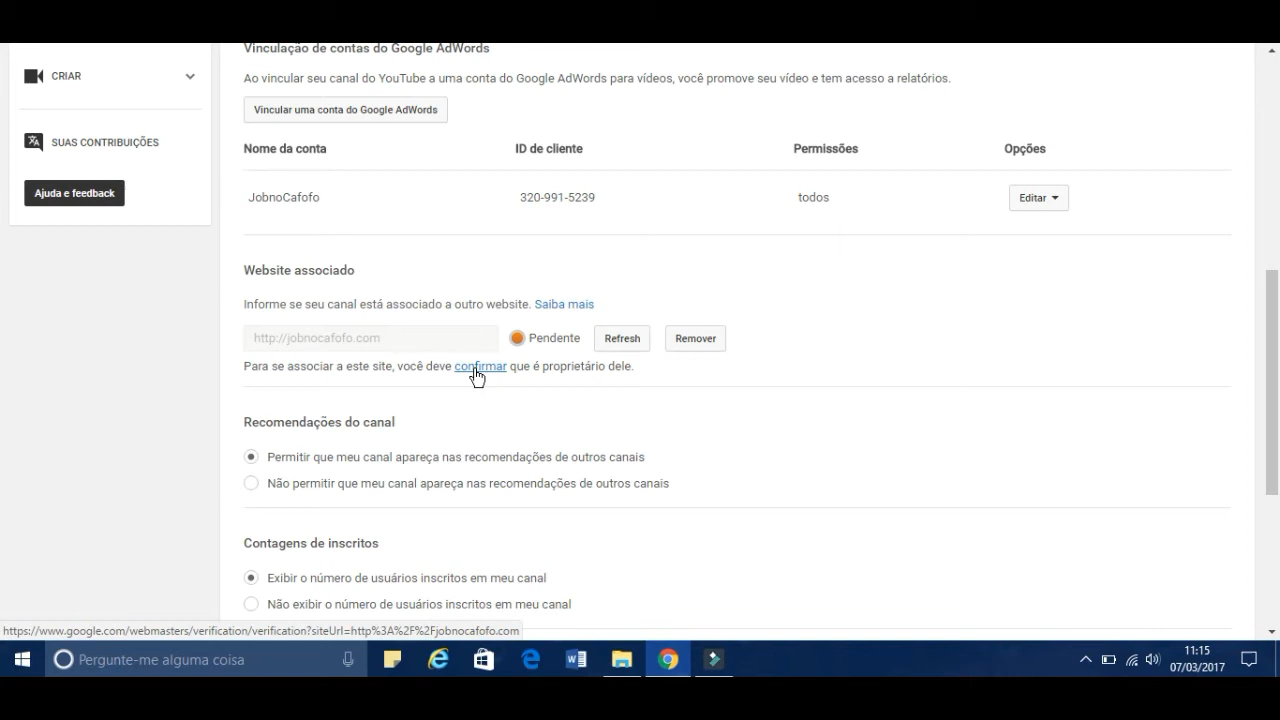 Vinculação de contas do Google AdWords
CRIAR
Ao vincular seu canal do YouTube a uma conta do Google AdWords para vídeos, você promove seu vídeo e tem acesso a relatórios.
Vincular uma conta do Google AdWords
SUAS CONTRIBUIÇÕES
Nome da conta ID de cliente Permissões Opções
Ajuda e feedback
JobnoCafofo 320-991-5239 todos Editar
Website associado
Informe se seu canal está associado a outro website. Saiba mais
http://jobnocafofo.com Pendente Refresh Remover
Para se associar a este site, você deve confirmar que é proprietário dele.
Recomendações do canal
Permitir que meu canal apareça nas recomendações de outros canais
Não permitir que meu canal apareça nas recomendações de outros canais
Contagens de inscritos
Exibir o número de usuários inscritos em meu canal
Não exibir o número de usuários inscritos em meu canal
https://www.google.com/webmasters/verification/verification?siteUrl=http%3A%2F%2Fjobnocafofo.com
Pergunte-me alguma coisa
11:15
07/03/2017